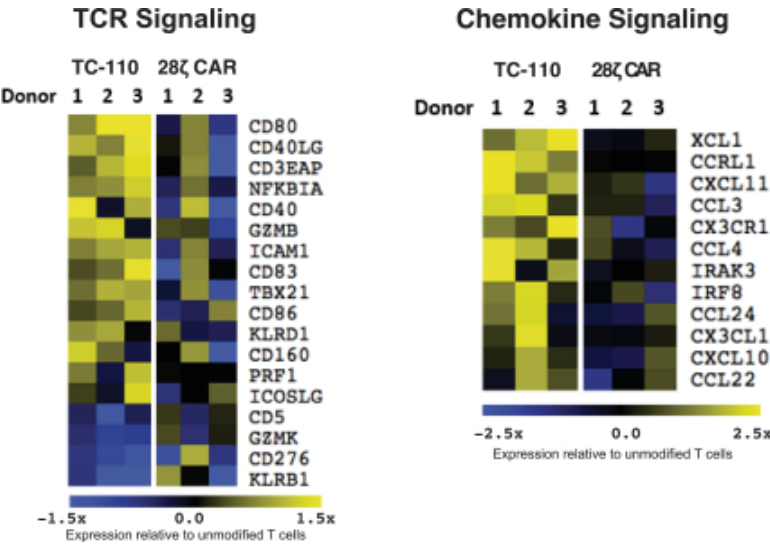 TCR Signaling
TC-110 28ζ CAR
Donor 1 2 3 1 2 3
CD80
CD40LG
CD3EAP
NFKBIA
CD40
GZMB
ICAM1
CD83
TBX21
CD86
KLRD1
CD160
PRF1
ICOSLG
CD5
GZMK
CD276
KLRB1
-1.5x 0.0 1.5x
Expression relative to unmodified T cells
Chemokine Signaling
TC-110 28ζ CAR
Donor 1 2 3 1 2 3
XCL1
CCRL1
CXCL11
CCL3
CX3CR1
CCL4
IRAK3
IRF8
CCL24
CX3CL1
CXCL10
CCL22
-2.5x 0.0 2.5x
Expression relative to unmodified T cells